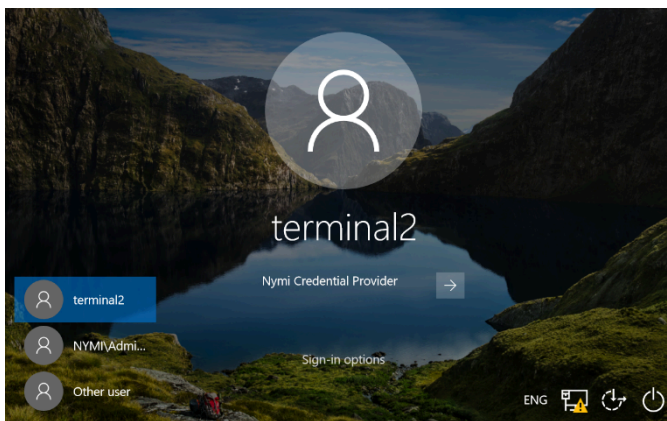 terminal2
Nymi Credential Provider
Sign-in options
terminal2
NYMI\Admi...
Other user
ENG